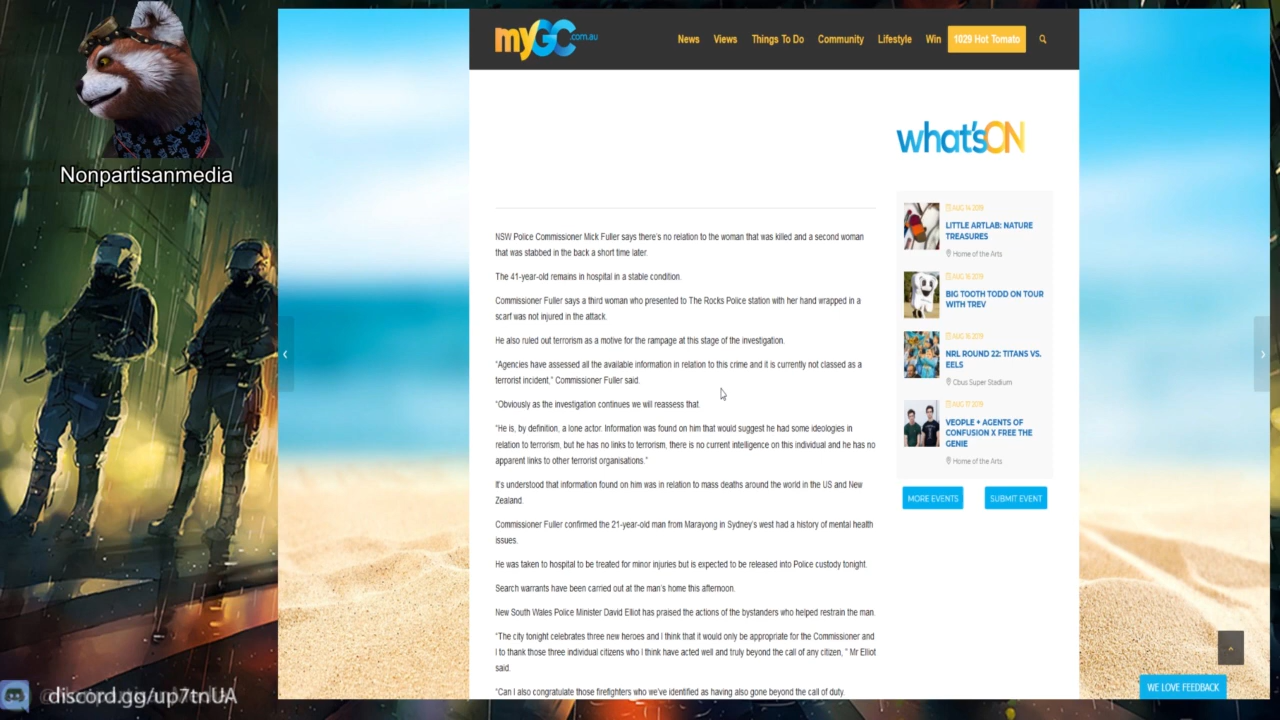 myGC.com.au
News Views Things To Do Community Lifestyle Win 1029 Hot Tomato
Nonpartisanmedia
NSW Police Commissioner Mick Fuller says there's no relation to the woman that was killed and a second woman
that was stabbed in the back a short time later.
The 41-year-old remains in hospital in a stable condition.
Commissioner Fuller says a third woman who presented to The Rocks Police station with her hand wrapped in a
scarf was not injured in the attack.
He also ruled out terrorism as a motive for the rampage at this stage of the investigation.
"Agencies have assessed all the available information in relation to this crime and it is currently not classed as a
terrorist incident," Commissioner Fuller said.
"Obviously as the investigation continues we will reassess that.
"He is, by definition, a lone actor. Information was found on him that would suggest he had some ideologies in
relation to terrorism, but he has no links to terrorism, there is no current intelligence on this individual and he has no
apparent links to other terrorist organisations."
It's understood that information found on him was in relation to mass deaths around the world in the US and New
Zealand.
Commissioner Fuller confirmed the 21-year-old man from Marayong in Sydney's west had a history of mental health
issues.
He was taken to hospital to be treated for minor injuries but is expected to be released into Police custody tonight.
Search warrants have been carried out at the man's home this afternoon.
New South Wales Police Minister David Elliot has praised the actions of the bystanders who helped restrain the man.
"The city tonight celebrates three new heroes and I think that it would only be appropriate for the Commissioner and
I to thank those three individual citizens who I think have acted well and truly beyond the call of any citizen, " Mr Elliot
said.
"Can I also congratulate those firefighters who we've identified as having also gone beyond the call of duty.
what'sON
AUG 14 2019
LITTLE ARTLAB: NATURE
TREASURES
Home of the Arts
AUG 16 2019
BIG TOOTH TODD ON TOUR
WITH TREV
AUG 16 2019
NRL ROUND 22: TITANS VS.
EELS
Cbus Super Stadium
AUG 17 2019
VEOPLE + AGENTS OF
CONFUSION X FREE THE
GENIE
Home of the Arts
MORE EVENTS SUBMIT EVENT
WE LOVE FEEDBACK
discord.gg/up7tnUA